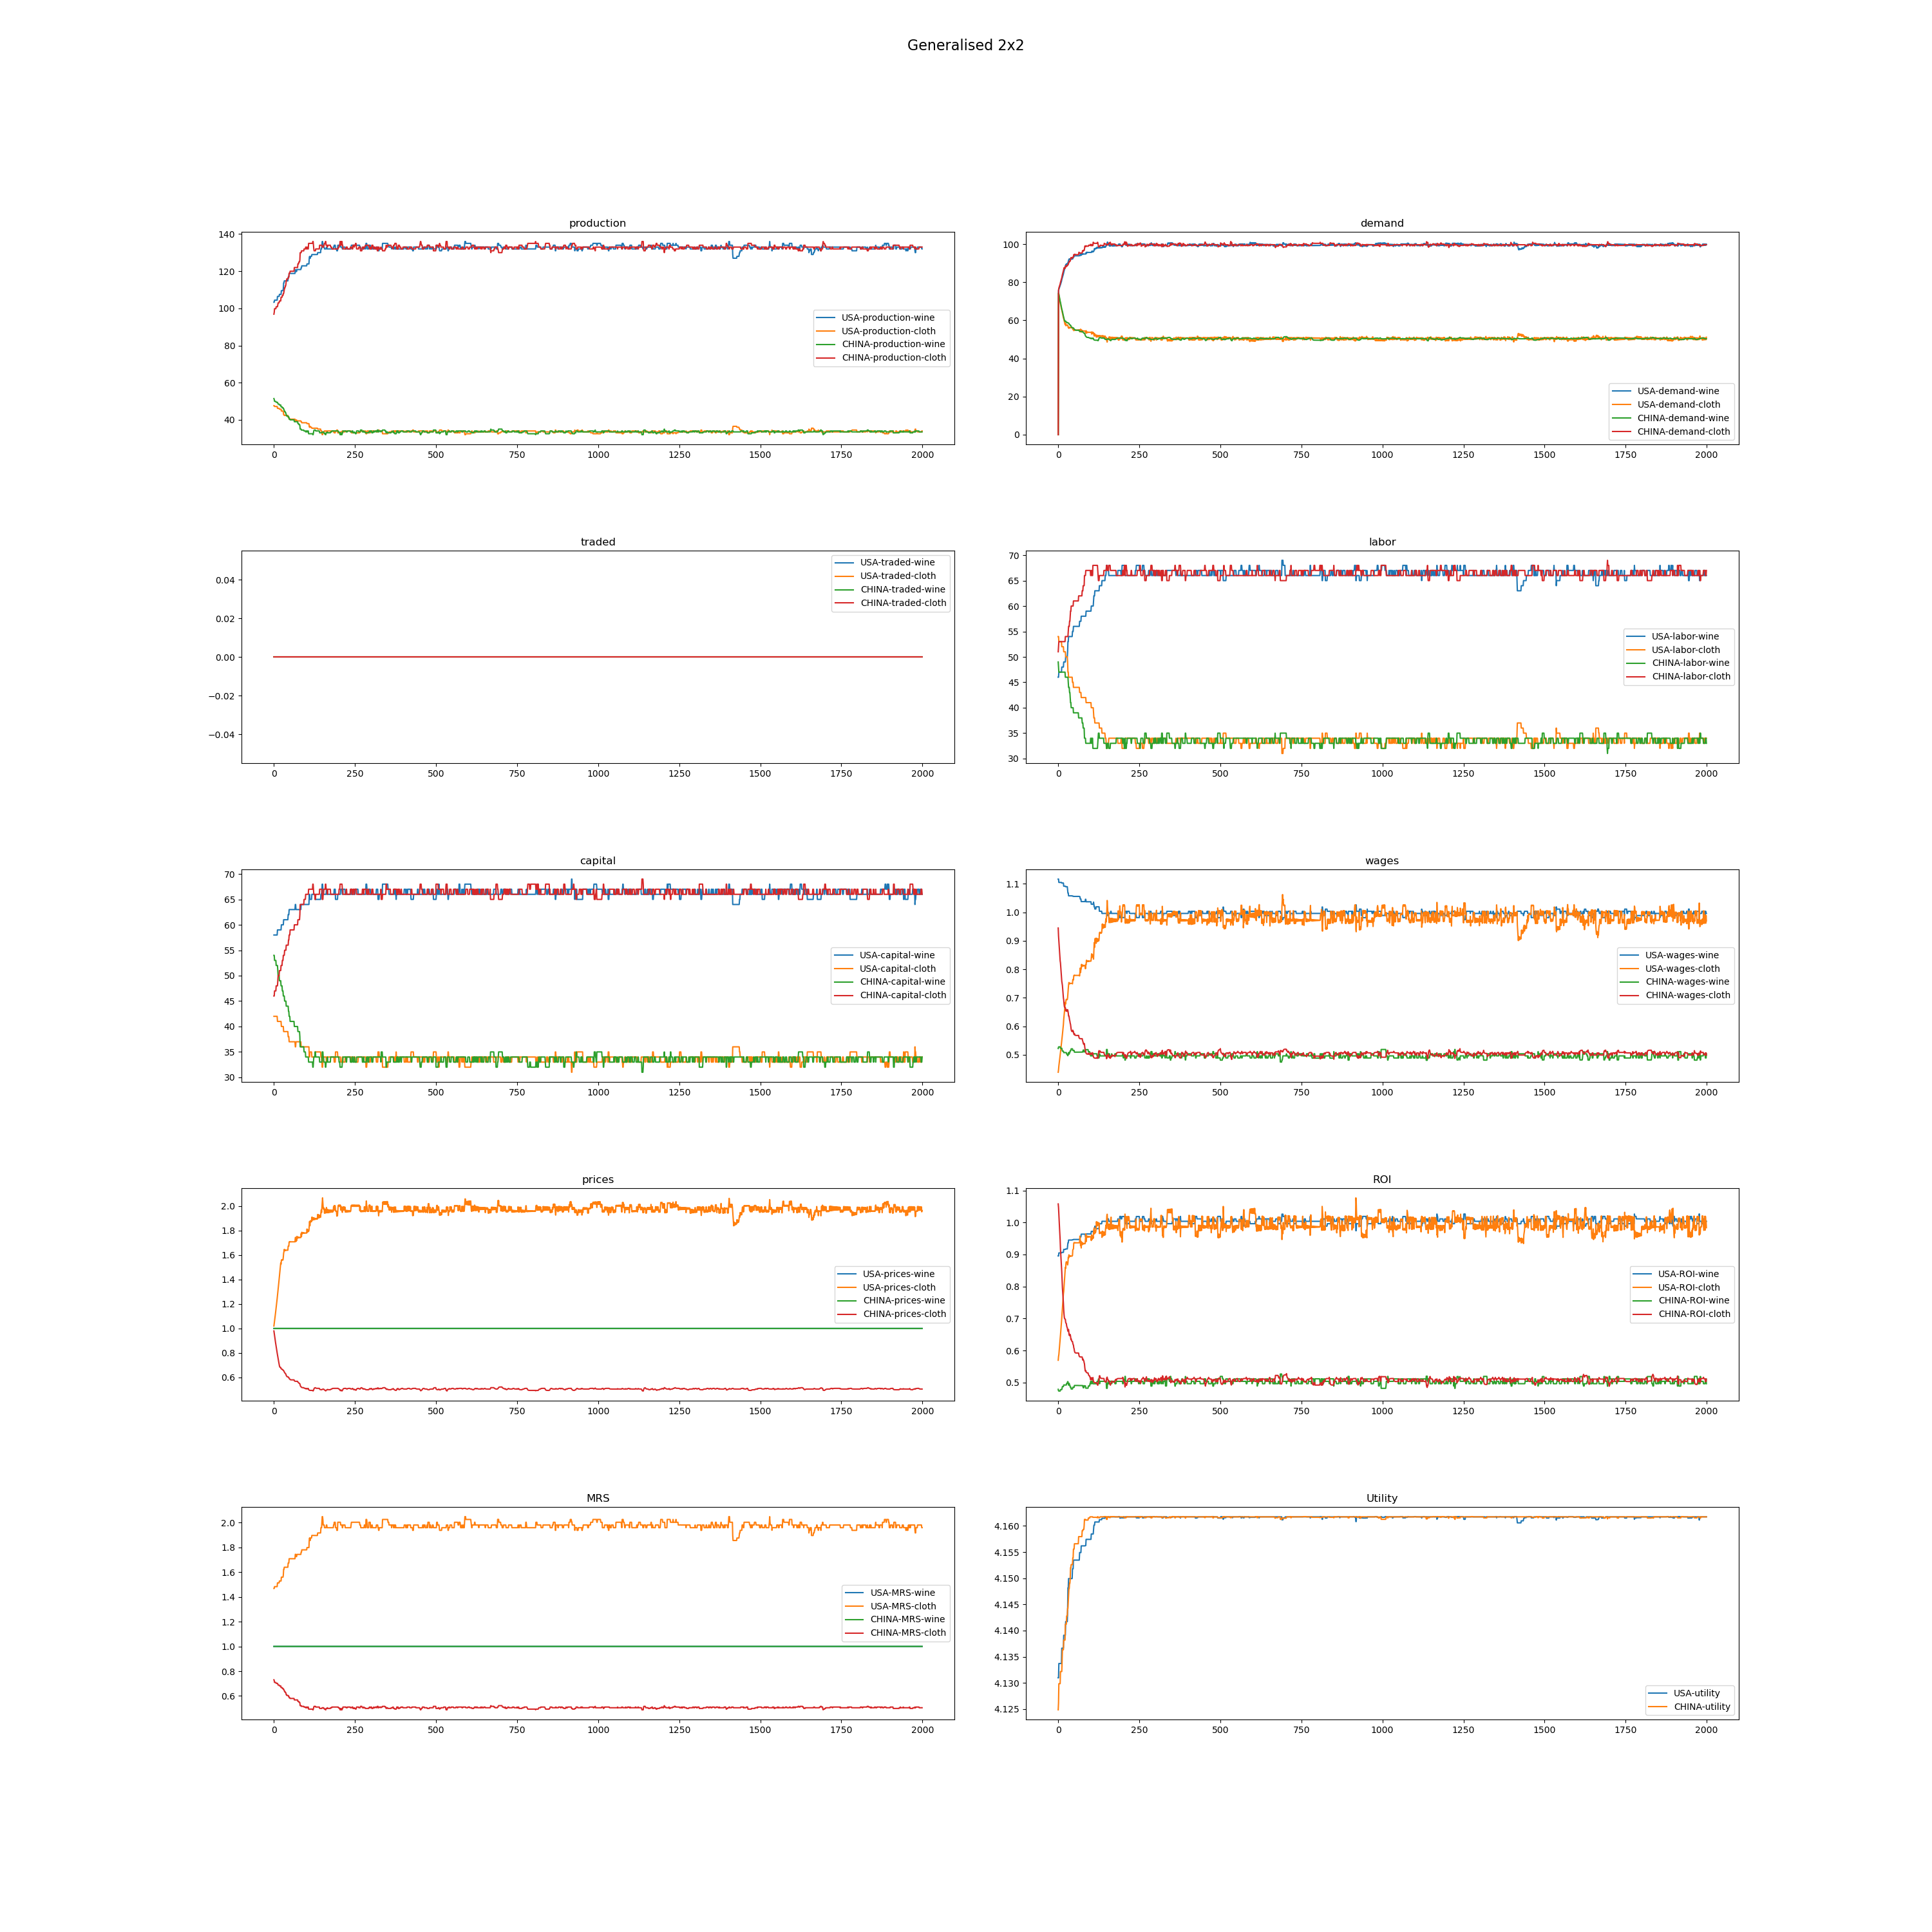 Generalised 2x2
production
140
120
100
80
60
40
0 250 500 750 1000 1250 1500 1750 2000
USA-production-wine
USA-production-cloth
CHINA-production-wine
CHINA-production-cloth
demand
100
80
60
40
20
0
0 250 500 750 1000 1250 1500 1750 2000
USA-demand-wine
USA-demand-cloth
CHINA-demand-wine
CHINA-demand-cloth
traded
0.04
0.02
0.00
−0.02
−0.04
0 250 500 750 1000 1250 1500 1750 2000
USA-traded-wine
USA-traded-cloth
CHINA-traded-wine
CHINA-traded-cloth
labor
70
65
60
55
50
45
40
35
30
0 250 500 750 1000 1250 1500 1750 2000
USA-labor-wine
USA-labor-cloth
CHINA-labor-wine
CHINA-labor-cloth
capital
70
65
60
55
50
45
40
35
30
0 250 500 750 1000 1250 1500 1750 2000
USA-capital-wine
USA-capital-cloth
CHINA-capital-wine
CHINA-capital-cloth
wages
1.1
1.0
0.9
0.8
0.7
0.6
0.5
0 250 500 750 1000 1250 1500 1750 2000
USA-wages-wine
USA-wages-cloth
CHINA-wages-wine
CHINA-wages-cloth
prices
2.0
1.8
1.6
1.4
1.2
1.0
0.8
0.6
0 250 500 750 1000 1250 1500 1750 2000
USA-prices-wine
USA-prices-cloth
CHINA-prices-wine
CHINA-prices-cloth
ROI
1.1
1.0
0.9
0.8
0.7
0.6
0.5
0 250 500 750 1000 1250 1500 1750 2000
USA-ROI-wine
USA-ROI-cloth
CHINA-ROI-wine
CHINA-ROI-cloth
MRS
2.0
1.8
1.6
1.4
1.2
1.0
0.8
0.6
0 250 500 750 1000 1250 1500 1750 2000
USA-MRS-wine
USA-MRS-cloth
CHINA-MRS-wine
CHINA-MRS-cloth
Utility
4.160
4.155
4.150
4.145
4.140
4.135
4.130
4.125
0 250 500 750 1000 1250 1500 1750 2000
USA-utility
CHINA-utility